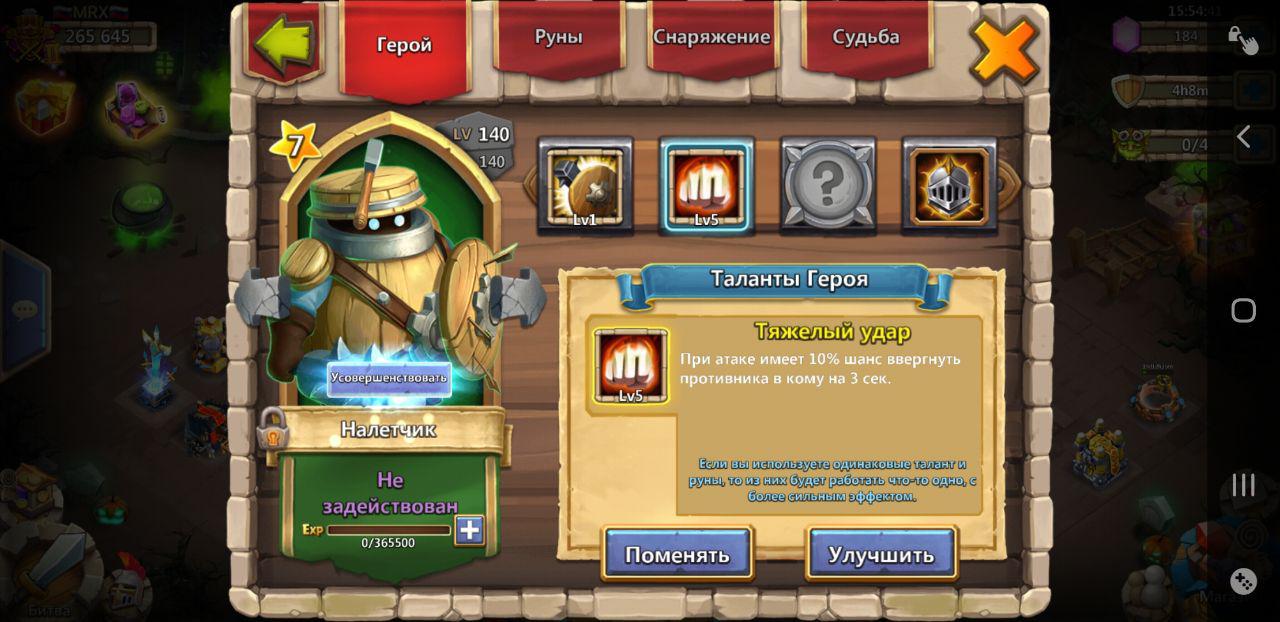 MRX
265 645
15:54:41
184
4h8m
0/4
Герой
Руны
Снаряжение
Судьба
7
LV 140
140
Lv1
Lv5
?
Усовершенствовать
Налетчик
Не
задействован
Exp
0/365500
Таланты Героя
Тяжелый удар
При атаке имеет 10% шанс ввергнуть
противника в кому на 3 сек.
Lv5
Если вы используете одинаковые талант и
руны, то из них будет работать что-то одно, с
более сильным эффектом.
Поменять
Улучшить
Битва